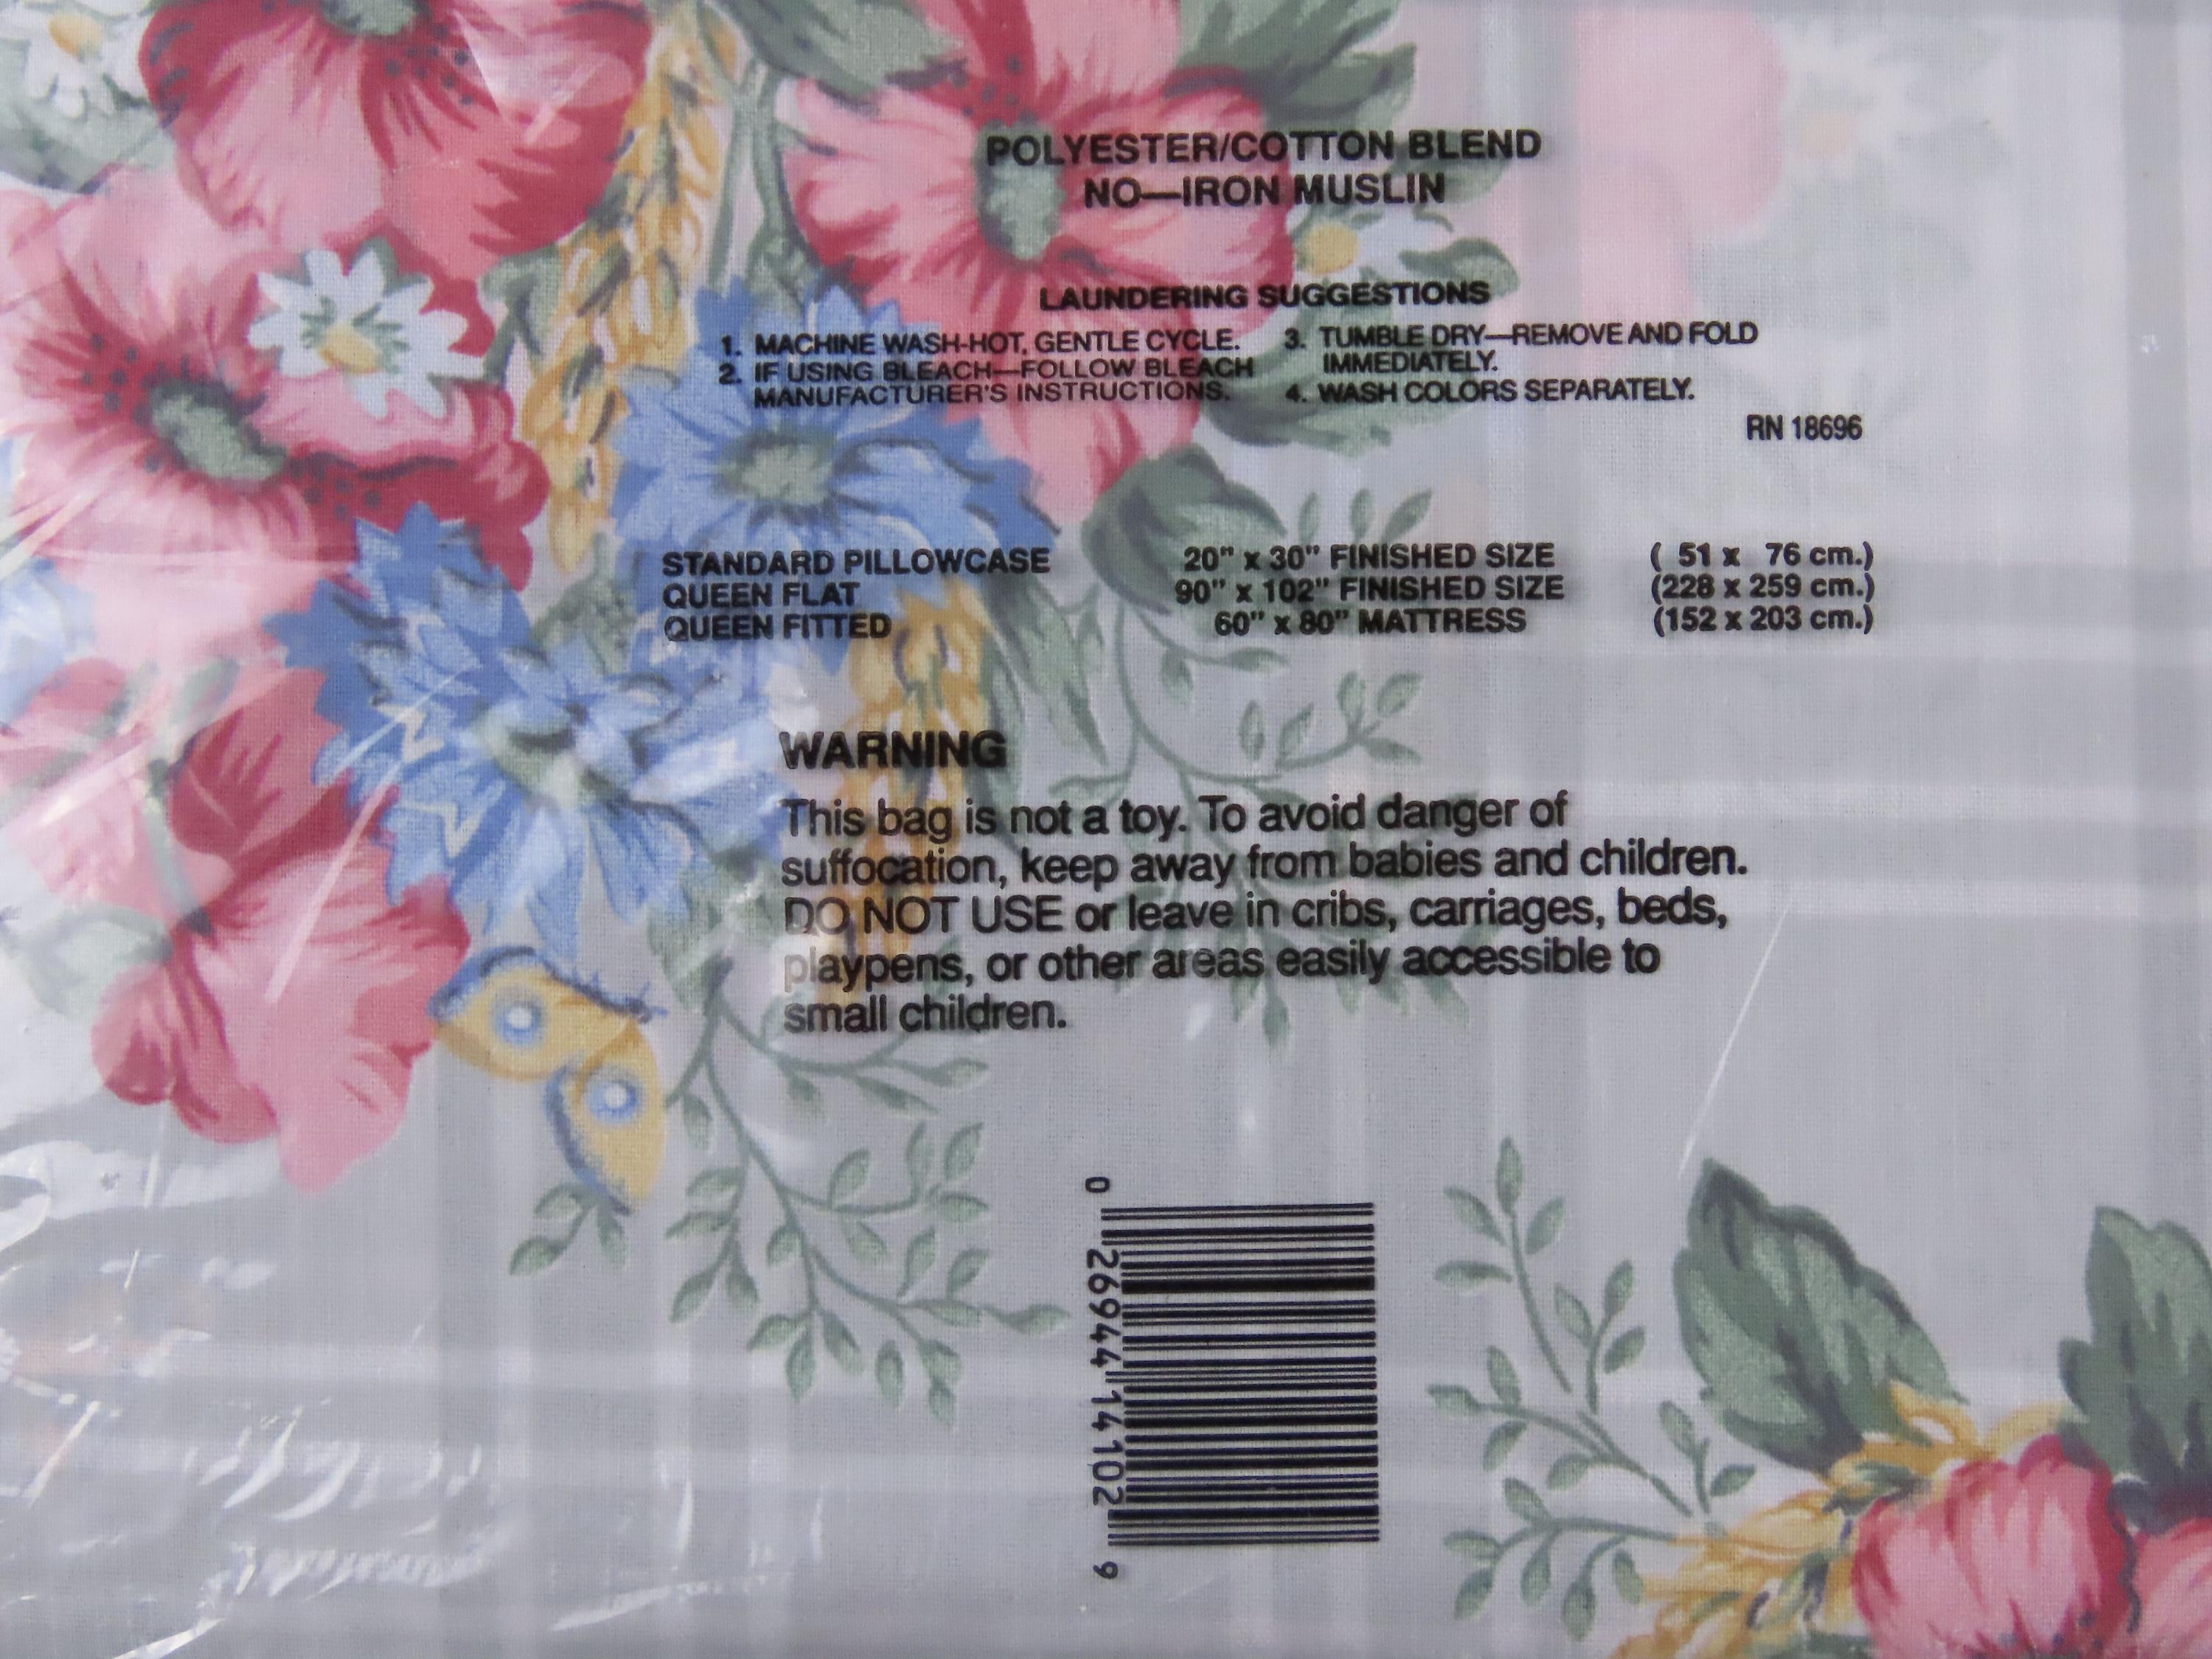 POLYESTER/COTTON BLEND
NO—IRON MUSLIN
LAUNDERING SUGGESTIONS
1. MACHINE WASH-HOT, GENTLE CYCLE.
2. IF USING BLEACH—FOLLOW BLEACH
MANUFACTURER'S INSTRUCTIONS.
3. TUMBLE DRY—REMOVE AND FOLD
IMMEDIATELY.
4. WASH COLORS SEPARATELY.
RN 18696
STANDARD PILLOWCASE 20" x 30" FINISHED SIZE ( 51 x 76 cm.)
QUEEN FLAT 90" x 102" FINISHED SIZE (228 x 259 cm.)
QUEEN FITTED 60" x 80" MATTRESS (152 x 203 cm.)
WARNING
This bag is not a toy. To avoid danger of
suffocation, keep away from babies and children.
DO NOT USE or leave in cribs, carriages, beds,
playpens, or other areas easily accessible to
small children.
0 26944 14102 9